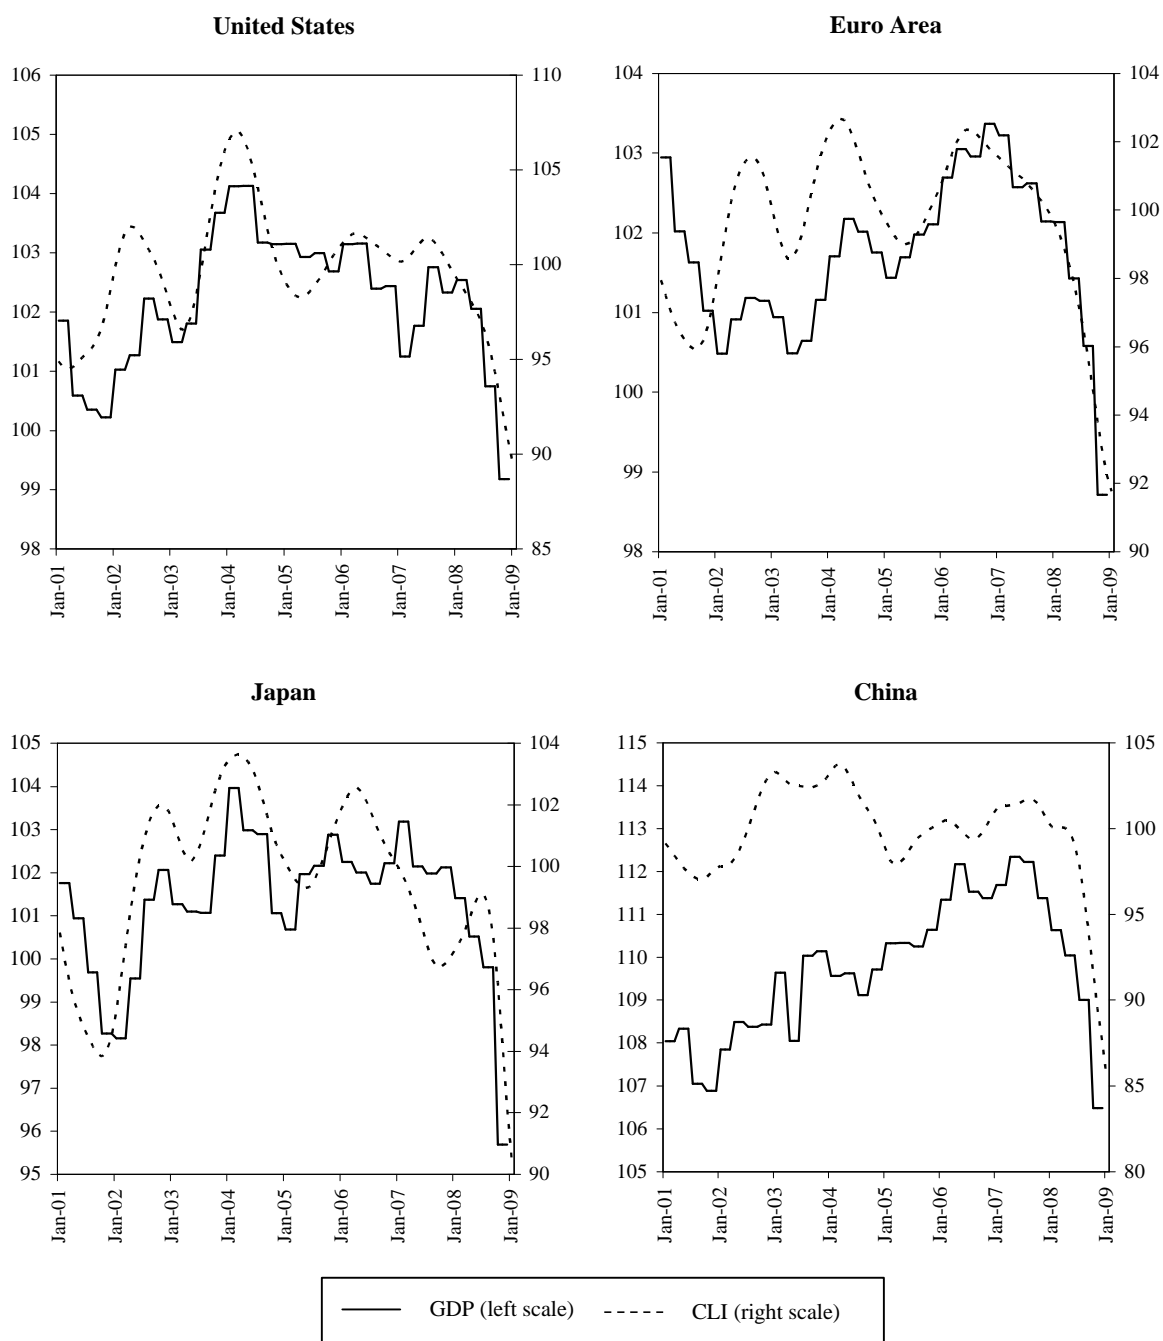 United States
Euro Area
106
105
104
103
102
101
100
99
98
110
105
100
95
90
85
Jan-01
Jan-02
Jan-03
Jan-04
Jan-05
Jan-06
Jan-07
Jan-08
Jan-09
104
103
102
101
100
99
98
104
102
100
98
96
94
92
90
Jan-01
Jan-02
Jan-03
Jan-04
Jan-05
Jan-06
Jan-07
Jan-08
Jan-09
Japan
China
105
104
103
102
101
100
99
98
97
96
95
104
102
100
98
96
94
92
90
Jan-01
Jan-02
Jan-03
Jan-04
Jan-05
Jan-06
Jan-07
Jan-08
Jan-09
115
114
113
112
111
110
109
108
107
106
105
105
100
95
90
85
80
Jan-01
Jan-02
Jan-03
Jan-04
Jan-05
Jan-06
Jan-07
Jan-08
Jan-09
GDP (left scale)
CLI (right scale)